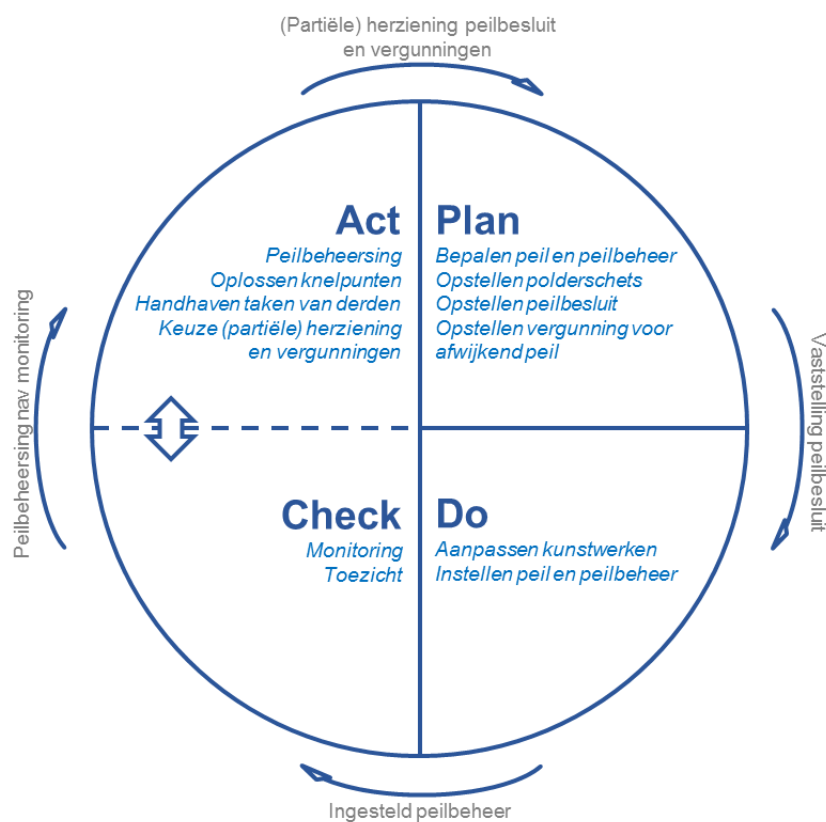 (Partiële) herziening peilbesluit
en vergunningen
Act
Peilbeheersing
Oplossen knelpunten
Handhaven taken van derden
Keuze (partiële) herziening
en vergunningen
Plan
Bepalen peil en peilbeheer
Opstellen polderschets
Opstellen peilbesluit
Opstellen vergunning voor
afwijkend peil
Peilbeheersing nav monitoring
Vaststelling peilbesluit
Check
Monitoring
Toezicht
Do
Aanpassen kunstwerken
Instellen peil en peilbeheer
Ingesteld peilbeheer